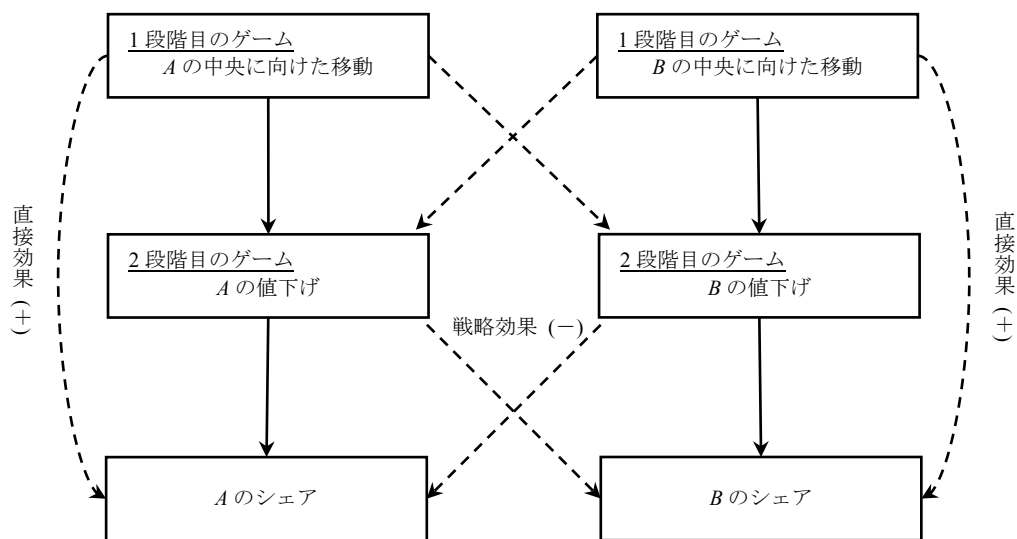 1 段階目のゲーム
A の中央に向けた移動
1 段階目のゲーム
B の中央に向けた移動
直接効果 (+)
直接効果 (+)
2 段階目のゲーム
A の値下げ
2 段階目のゲーム
B の値下げ
戦略効果 (-)
A のシェア
B のシェア